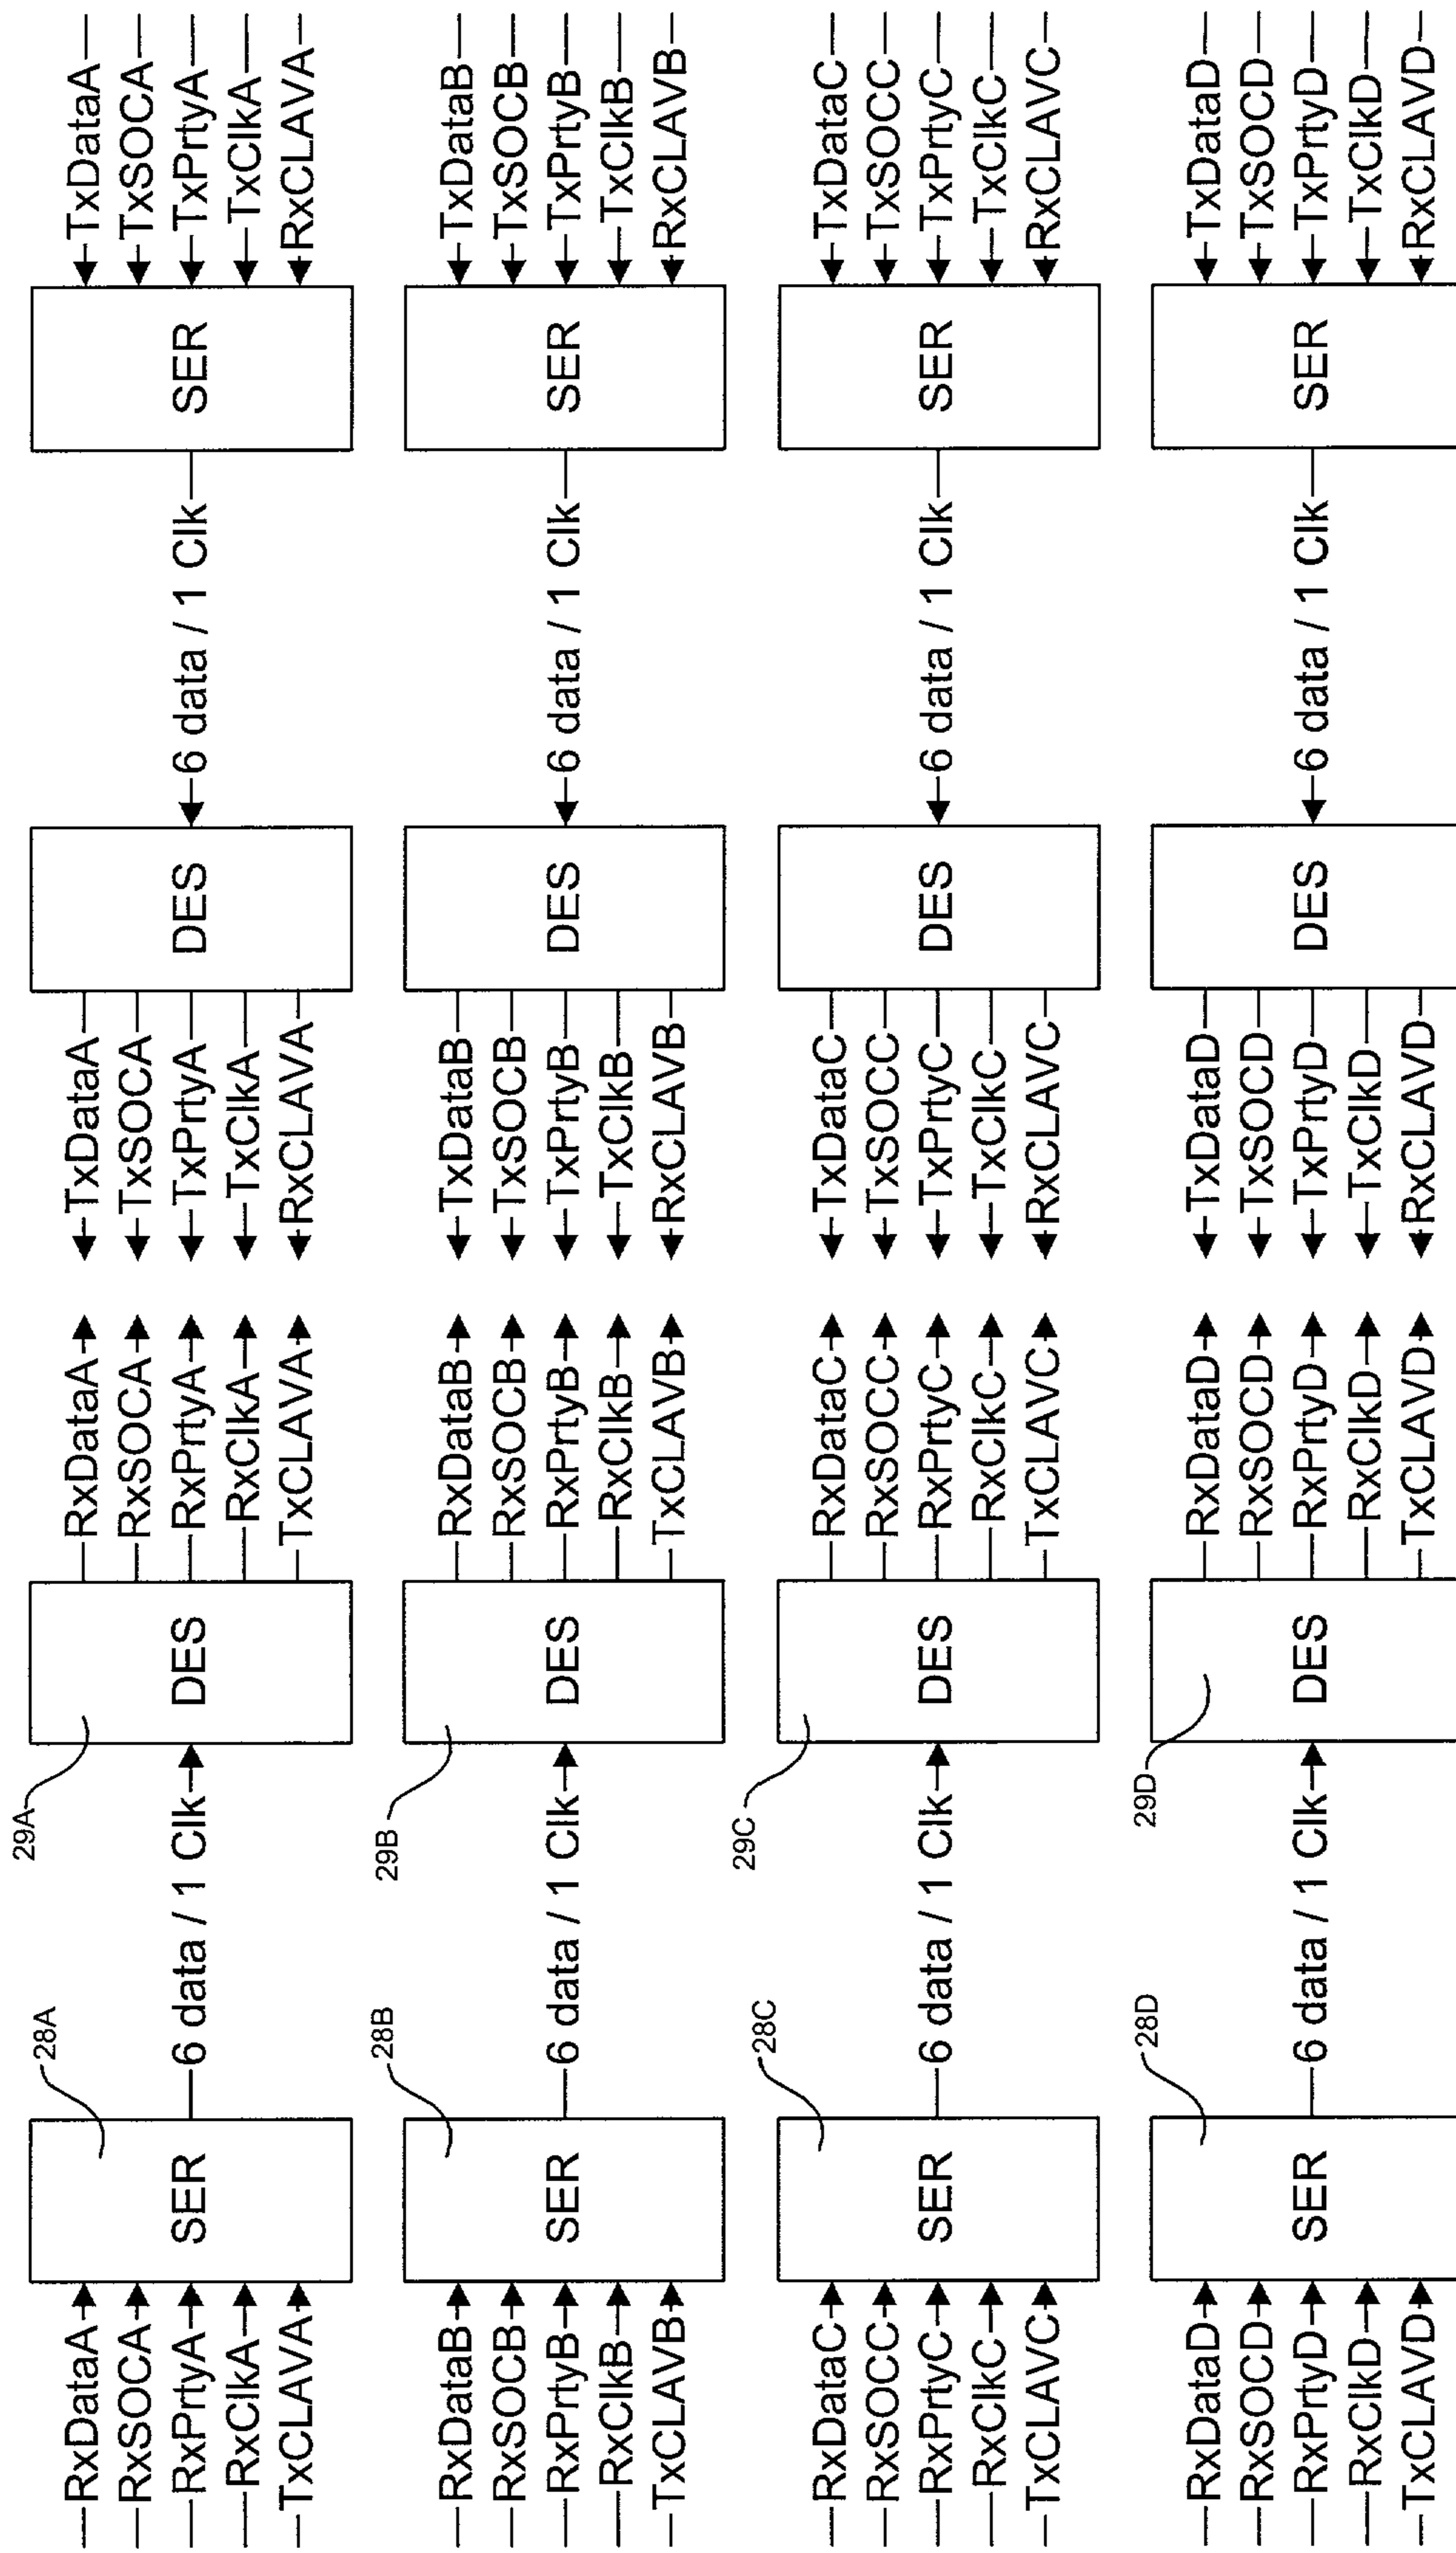 RxDataA
RxSOCA
RxPrtyA
RxClkA
TxCLAVA
SER
28A
6 data / 1 Clk
29A
DES
RxDataA
RxSOCA
RxPrtyA
RxClkA
TxCLAVA
TxDataA
TxSOCA
TxPrtyA
TxClkA
RxCLAVA
DES
6 data / 1 Clk
SER
TxDataA
TxSOCA
TxPrtyA
TxClkA
RxCLAVA
RxDataB
RxSOCB
RxPrtyB
RxClkB
TxCLAVB
SER
28B
6 data / 1 Clk
29B
DES
RxDataB
RxSOCB
RxPrtyB
RxClkB
TxCLAVB
TxDataB
TxSOCB
TxPrtyB
TxClkB
RxCLAVB
DES
6 data / 1 Clk
SER
TxDataB
TxSOCB
TxPrtyB
TxClkB
RxCLAVB
RxDataC
RxSOCC
RxPrtyC
RxClkC
TxCLAVC
SER
28C
6 data / 1 Clk
29C
DES
RxDataC
RxSOCC
RxPrtyC
RxClkC
TxCLAVC
TxDataC
TxSOCC
TxPrtyC
TxClkC
RxCLAVC
DES
6 data / 1 Clk
SER
TxDataC
TxSOCC
TxPrtyC
TxClkC
RxCLAVC
RxDataD
RxSOCD
RxPrtyD
RxClkD
TxCLAVD
SER
28D
6 data / 1 Clk
29D
DES
RxDataD
RxSOCD
RxPrtyD
RxClkD
TxCLAVD
TxDataD
TxSOCD
TxPrtyD
TxClkD
RxCLAVD
DES
6 data / 1 Clk
SER
TxDataD
TxSOCD
TxPrtyD
TxClkD
RxCLAVD